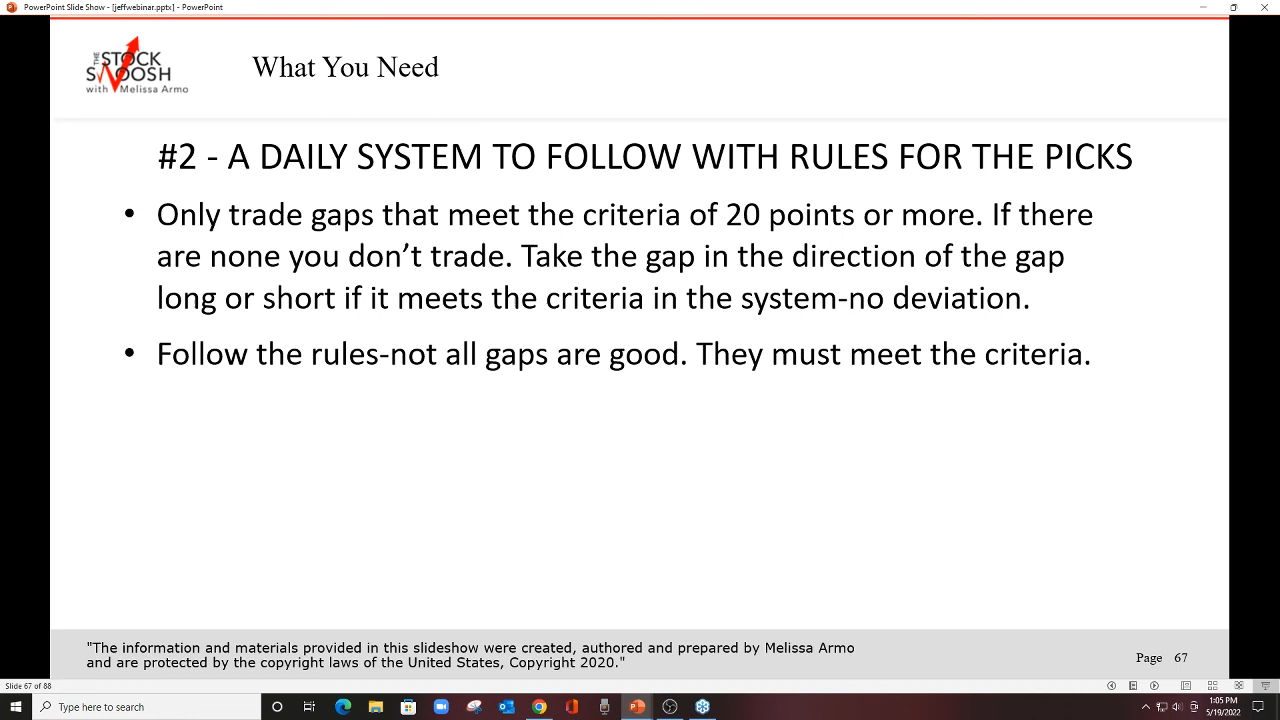 PowerPoint Slide Show - [jeffwebinar.pptx] - PowerPoint
THE
STOCK
SWOOSH
with Melissa Armo
What You Need
#2 - A DAILY SYSTEM TO FOLLOW WITH RULES FOR THE PICKS
• Only trade gaps that meet the criteria of 20 points or more. If there
are none you don’t trade. Take the gap in the direction of the gap
long or short if it meets the criteria in the system-no deviation.
• Follow the rules-not all gaps are good. They must meet the criteria.
"The information and materials provided in this slideshow were created, authored and prepared by Melissa Armo
and are protected by the copyright laws of the United States, Copyright 2020."
Page 67
Slide 67 of 88
Type here to search
1:05 PM
5/19/2022